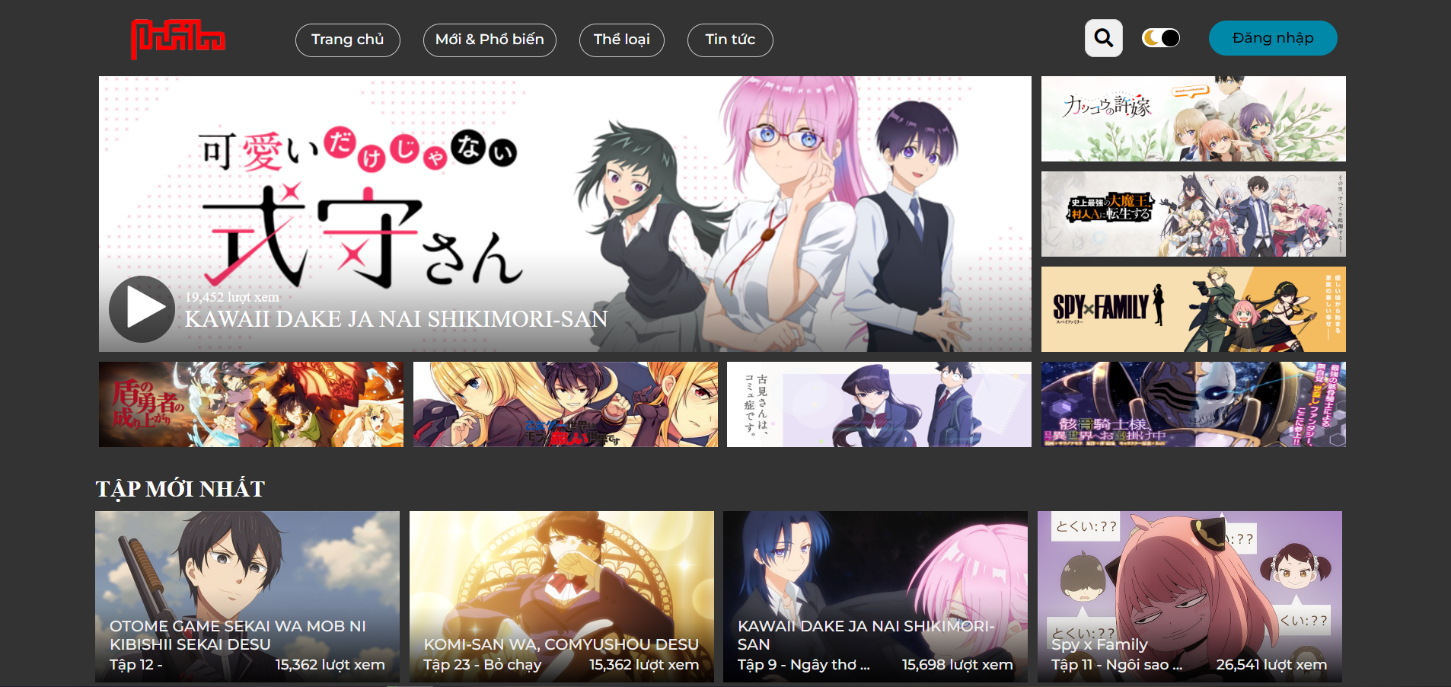 Trang chủ
Mới & Phổ biến
Thể loại
Tin tức
Đăng nhập
可愛いだけじゃない
式守さん
19,452 lượt xem
KAWAII DAKE JA NAI SHIKIMORI-SAN
カッコウの許嫁
史上最強の大魔王、
村人Aに転生する
SPY×FAMILY
盾の
勇者の
成り上がり
古見さんは、
コミュ症です。
骸骨騎士様、
異世界へお出掛け中
TẬP MỚI NHẤT
OTOME GAME SEKAI WA MOB NI
KIBISHII SEKAI DESU
Tập 12 -
15,362 lượt xem
KOMI-SAN WA, COMYUSHOU DESU
Tập 23 - Bỏ chạy
15,362 lượt xem
KAWAII DAKE JA NAI SHIKIMORI-
SAN
Tập 9 - Ngây thơ ...
15,698 lượt xem
とくい:??
とくい:??
とくい:??
Spy x Family
Tập 11 - Ngôi sao ...
26,541 lượt xem